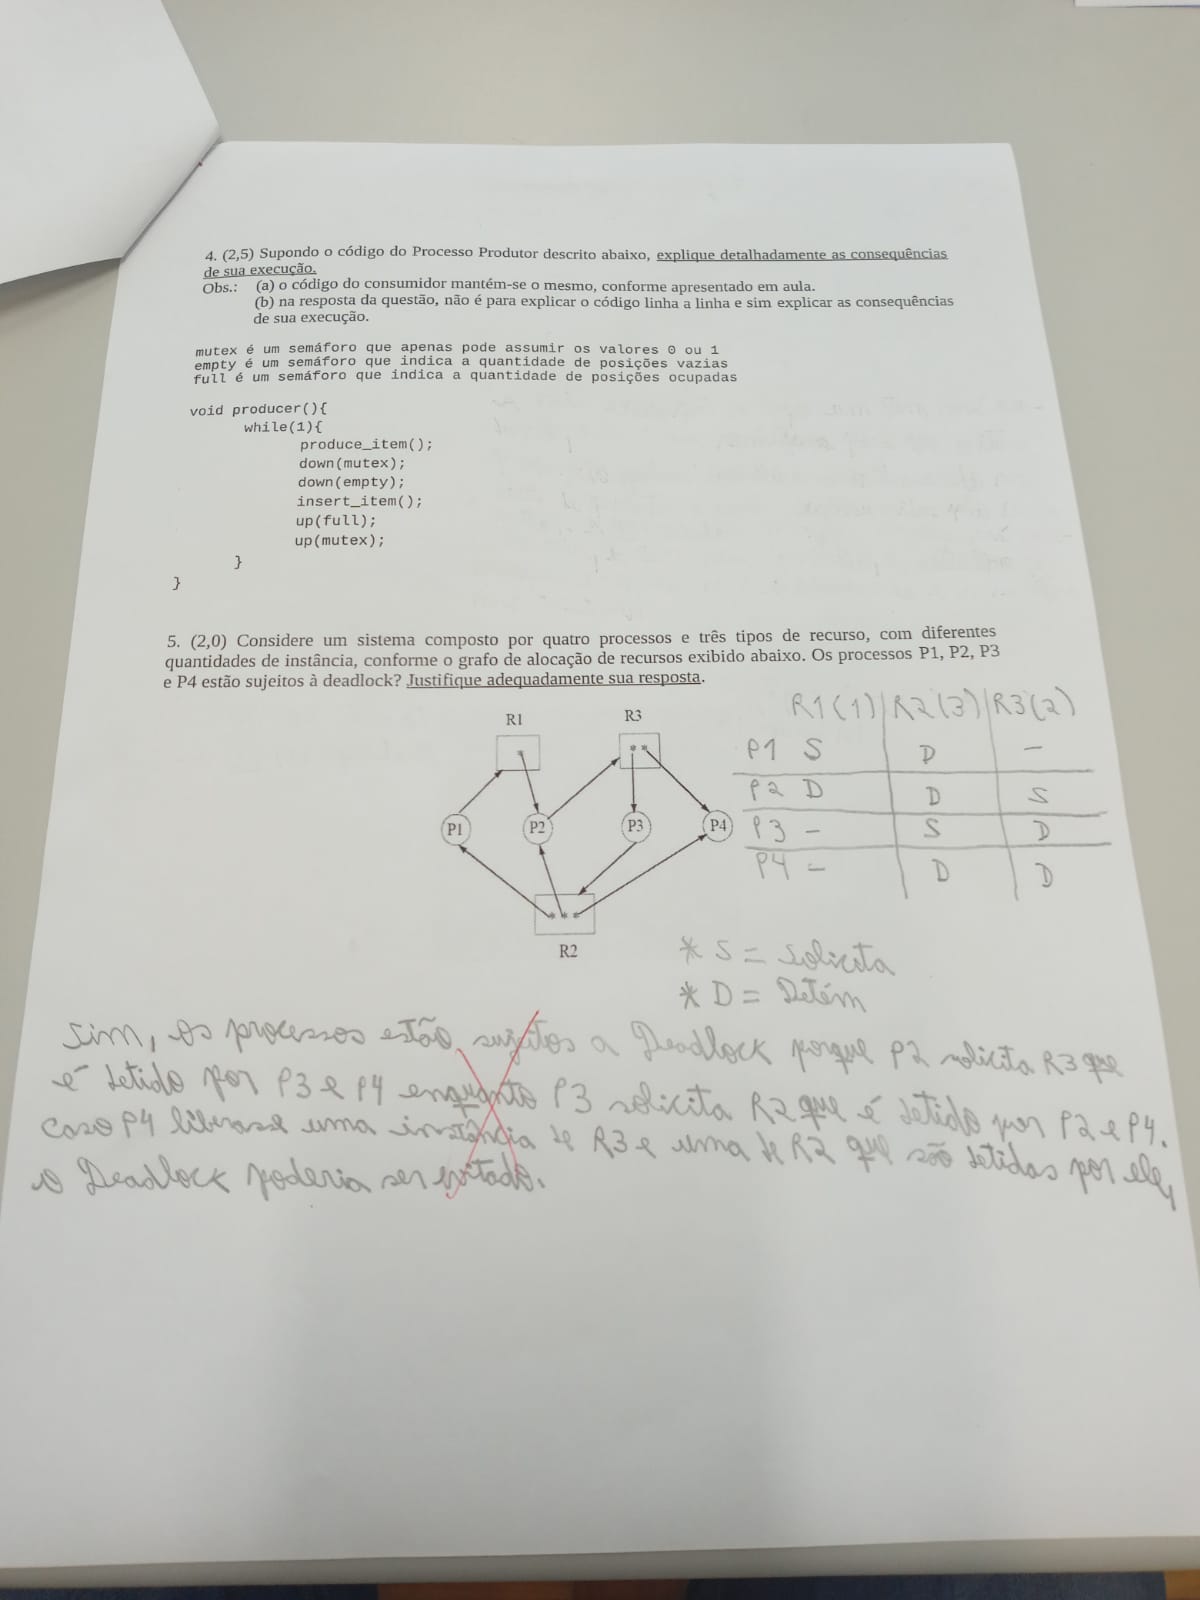 4. (2,5) Supondo o código do Processo Produtor descrito abaixo, explique detalhadamente as consequências
de sua execução.
Obs.: (a) o código do consumidor mantém-se o mesmo, conforme apresentado em aula.
(b) na resposta da questão, não é para explicar o código linha a linha e sim explicar as consequências
de sua execução.
mutex é um semáforo que apenas pode assumir os valores 0 ou 1
empty é um semáforo que indica a quantidade de posições vazias
full é um semáforo que indica a quantidade de posições ocupadas
void producer(){
while(1){
produce_item();
down(mutex);
down(empty);
insert_item();
up(full);
up(mutex);
}
}
5. (2,0) Considere um sistema composto por quatro processos e três tipos de recurso, com diferentes
quantidades de instância, conforme o grafo de alocação de recursos exibido abaixo. Os processos P1, P2, P3
e P4 estão sujeitos à deadlock? Justifique adequadamente sua resposta.
R1 R3
* * *
P1 P2 P3 P4
* * *
R2
R1(1) R2(3) R3(2)
P1 S D -
P2 D D S
P3 - S D
P4 - D D
* S = Solicita
* D = Detém
Sim, os processos estão sujeitos a Deadlock porque P2 solicita R3 que
é detido por P3 e P4 enquanto P3 solicita R2 que é detido por P2 e P4.
Caso P4 liberasse uma instância de R3 e uma de R2 que são detidas por ele,
o Deadlock poderia ser evitado.